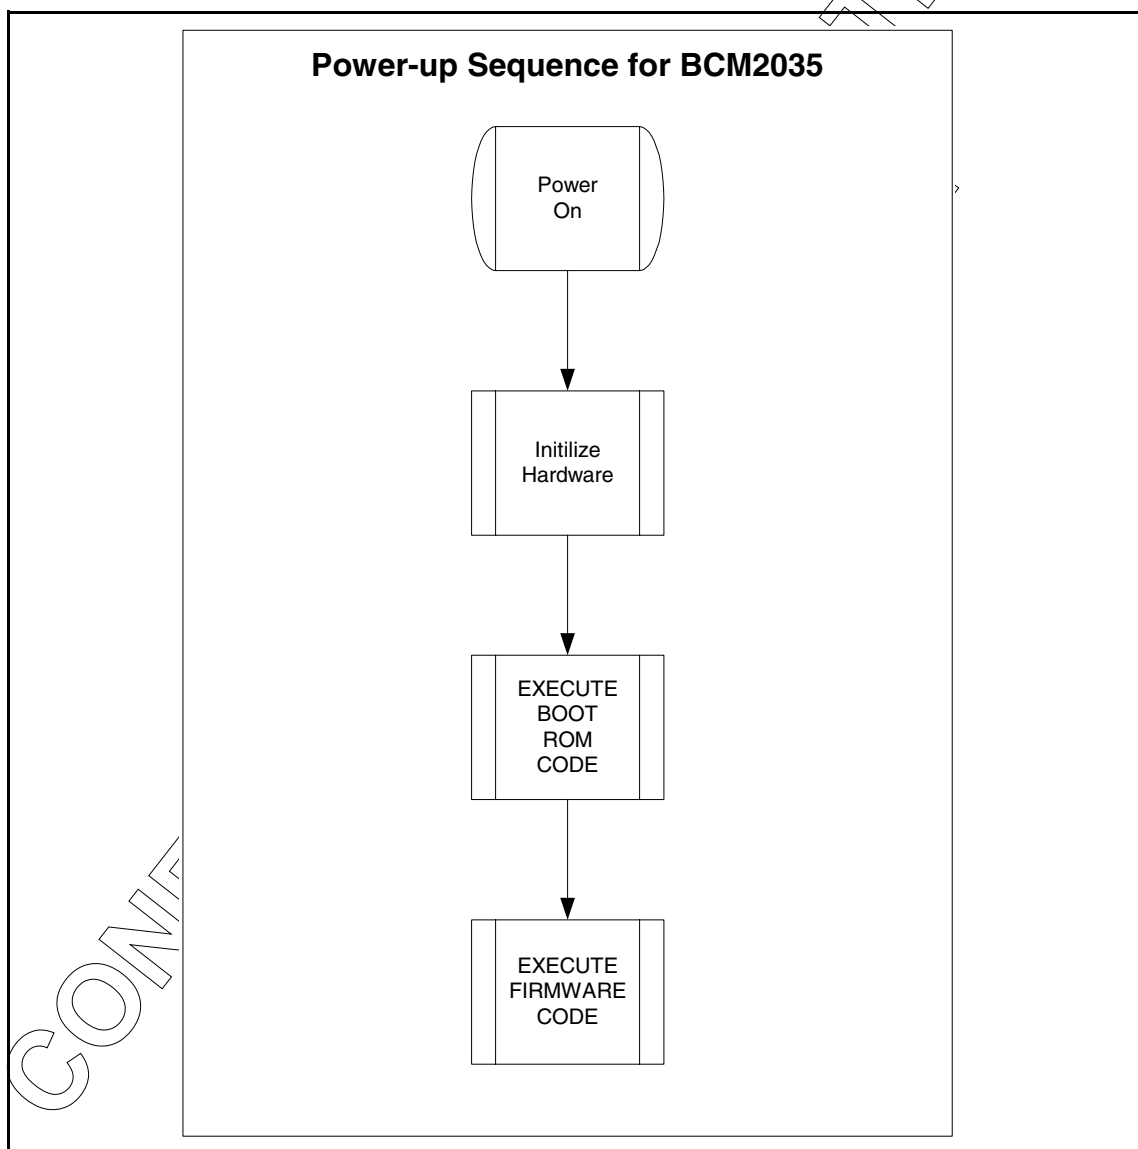 Power-up Sequence for BCM2035
Power
On
Initilize
Hardware
EXECUTE
BOOT
ROM
CODE
EXECUTE
FIRMWARE
CODE